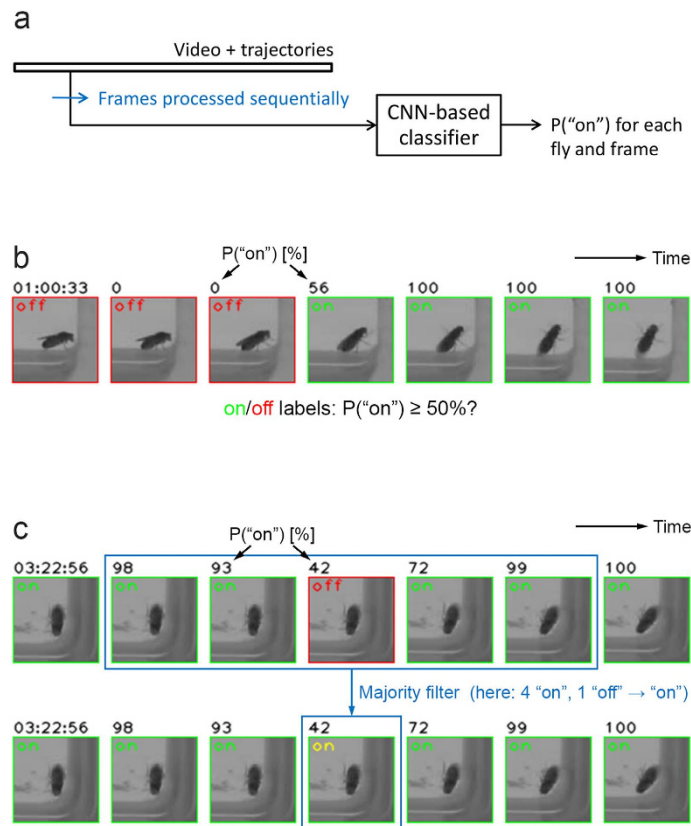 a
Video + trajectories
Frames processed sequentially
CNN-based
classifier
P(“on”) for each
fly and frame
b
P(“on”) [%]
Time
01:00:33 0 0 56 100 100 100
off off off on on on on
on/off labels: P(“on”) ≥ 50%?
c
P(“on”) [%]
Time
03:22:56 98 93 42 72 99 100
on on on off on on on
Majority filter (here: 4 “on”, 1 “off” → “on”)
03:22:56 98 93 42 72 99 100
on on on on on on on